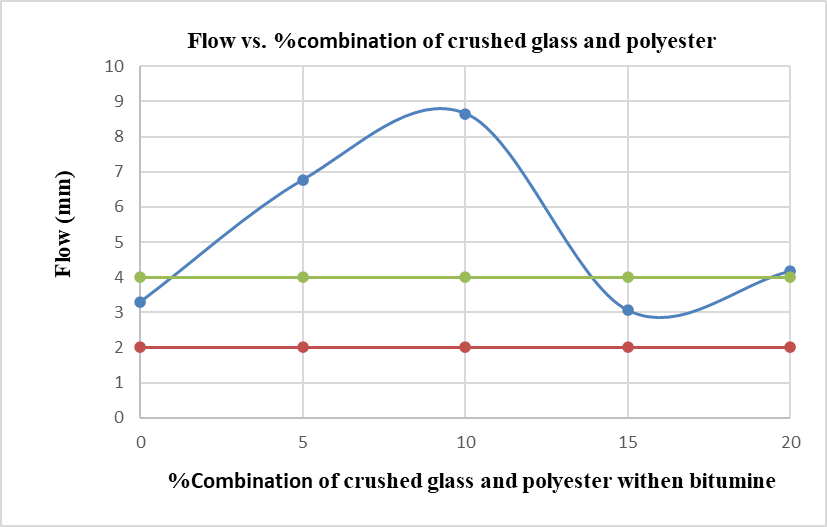 Flow vs. %combination of crushed glass and polyester
10
9
8
7
6
5
4
3
2
1
0
Flow (mm)
0 5 10 15 20
%Combination of crushed glass and polyester withen bitumine